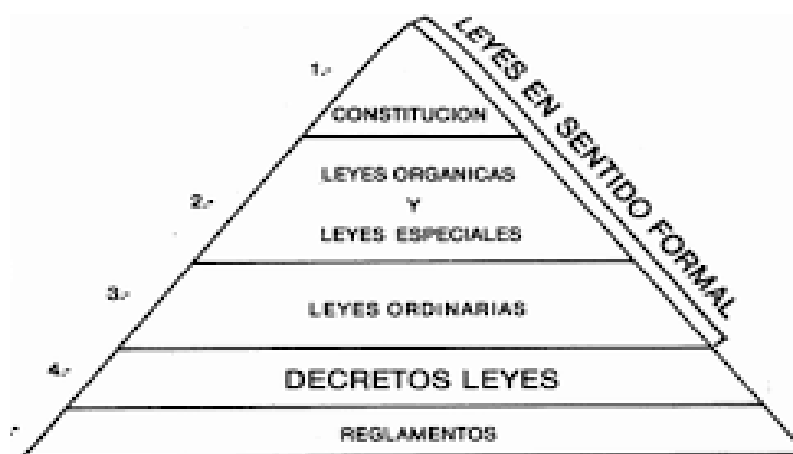 LEYES EN SENTIDO FORMAL
1.-
CONSTITUCION
2.-
LEYES ORGANICAS
Y
LEYES ESPECIALES
3.-
LEYES ORDINARIAS
4.-
DECRETOS LEYES
REGLAMENTOS